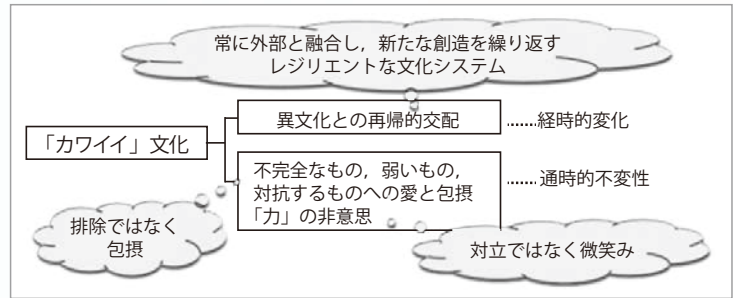 常に外部と融合し，新たな創造を繰り返す
レジリエントな文化システム
「カワイイ」文化
異文化との再帰的交配
……経時的変化
不完全なもの，弱いもの，
対抗するものへの愛と包摂
「力」の非意思
……通時的不変性
排除ではなく
包摂
対立ではなく微笑み